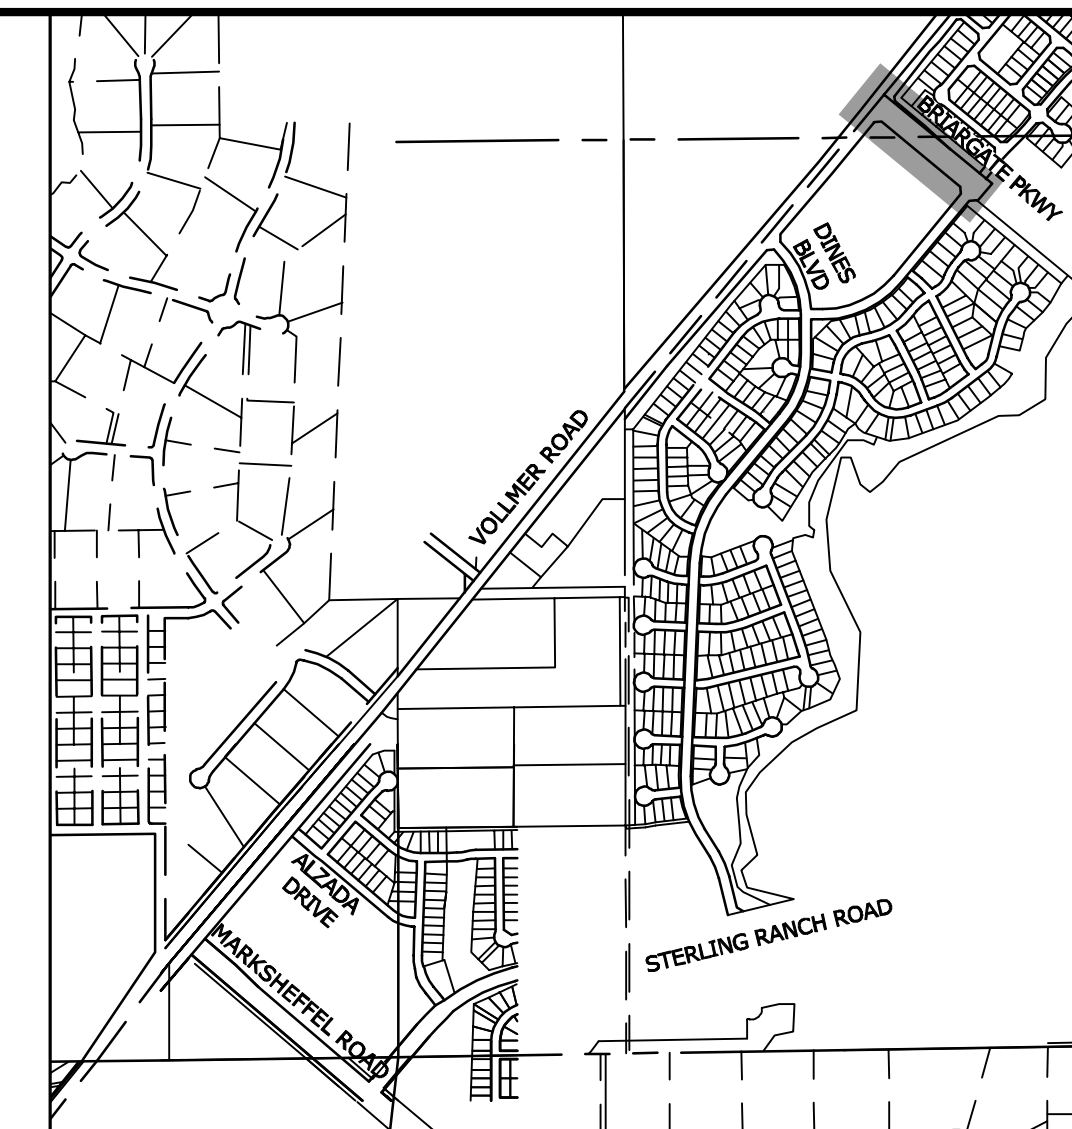 BRIARGATE PKWY
DINES
BLVD
VOLLMER ROAD
ALZADA
DRIVE
STERLING RANCH ROAD
MARKSHEFFEL ROAD